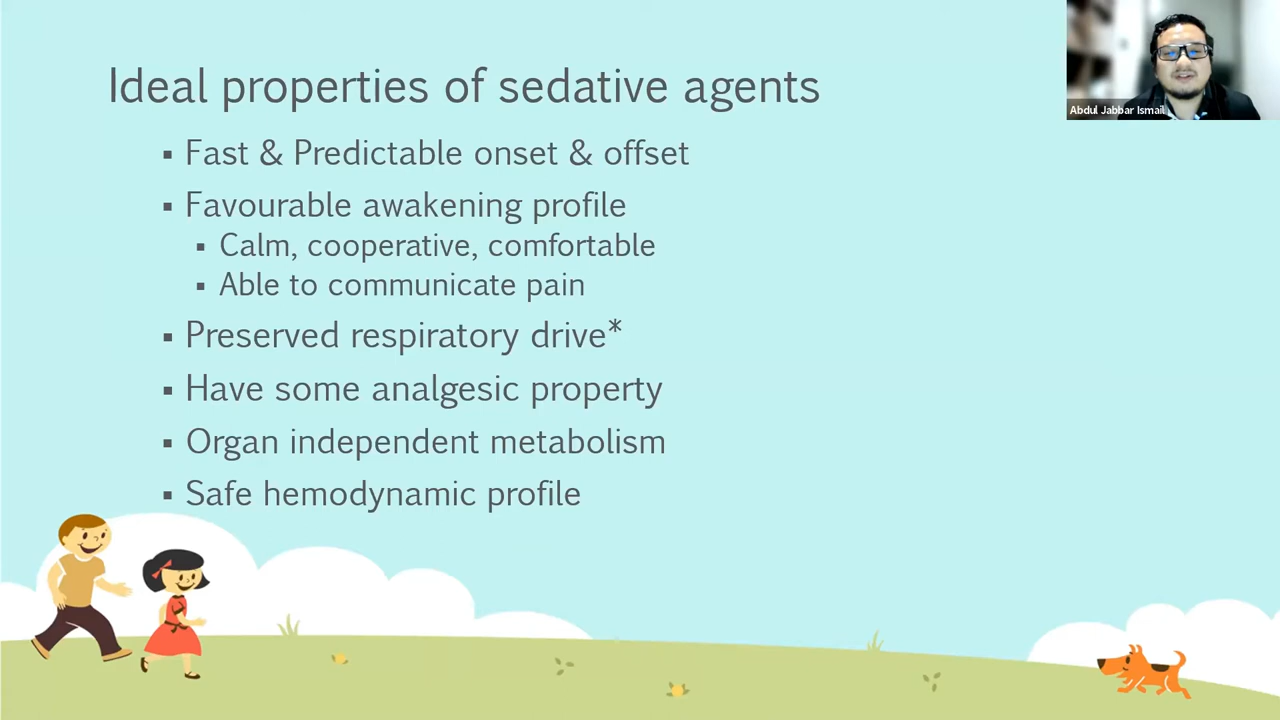 Ideal properties of sedative agents
▪ Fast & Predictable onset & offset
▪ Favourable awakening profile
▪ Calm, cooperative, comfortable
▪ Able to communicate pain
▪ Preserved respiratory drive*
▪ Have some analgesic property
▪ Organ independent metabolism
▪ Safe hemodynamic profile
Abdul Jabbar Ismail